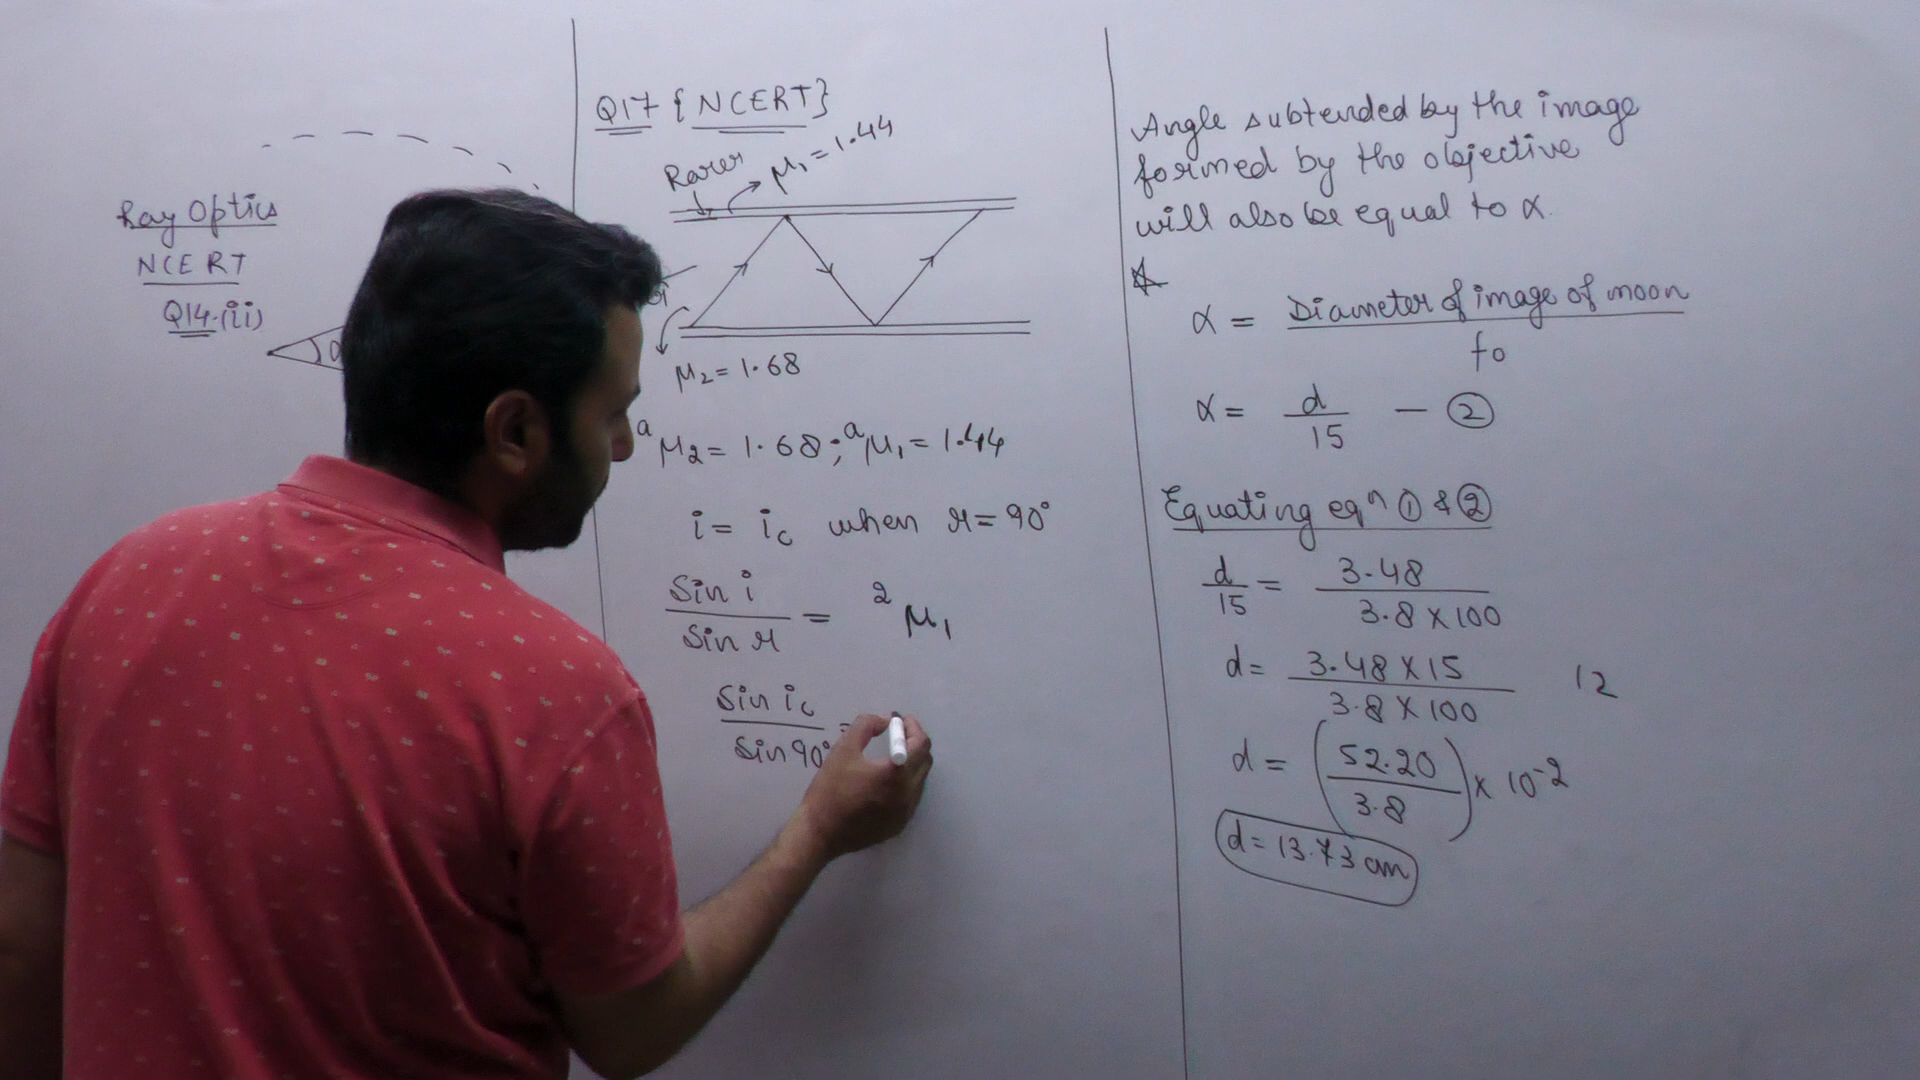 Ray Optics
NCERT
Q14.(ii)
α
Q17 {NCERT}
Rarer
μ₁ = 1.44
i
μ₂ = 1.68
ᵃμ₂ = 1.68 ; ᵃμ₁ = 1.44
i = i꜀ when r = 90°
Sin i / Sin r = ²μ₁
Sin i꜀ / Sin 90° =
Angle subtended by the image
formed by the objective
will also be equal to α.
α = Diameter of image of moon / fo
α = d / 15 — ②
Equating eqⁿ ① & ②
d / 15 = 3.48 / 3.8 × 100
d = 3.48 × 15 / 3.8 × 100
12
d = (52.20 / 3.8) × 10⁻²
d = 13.73 cm